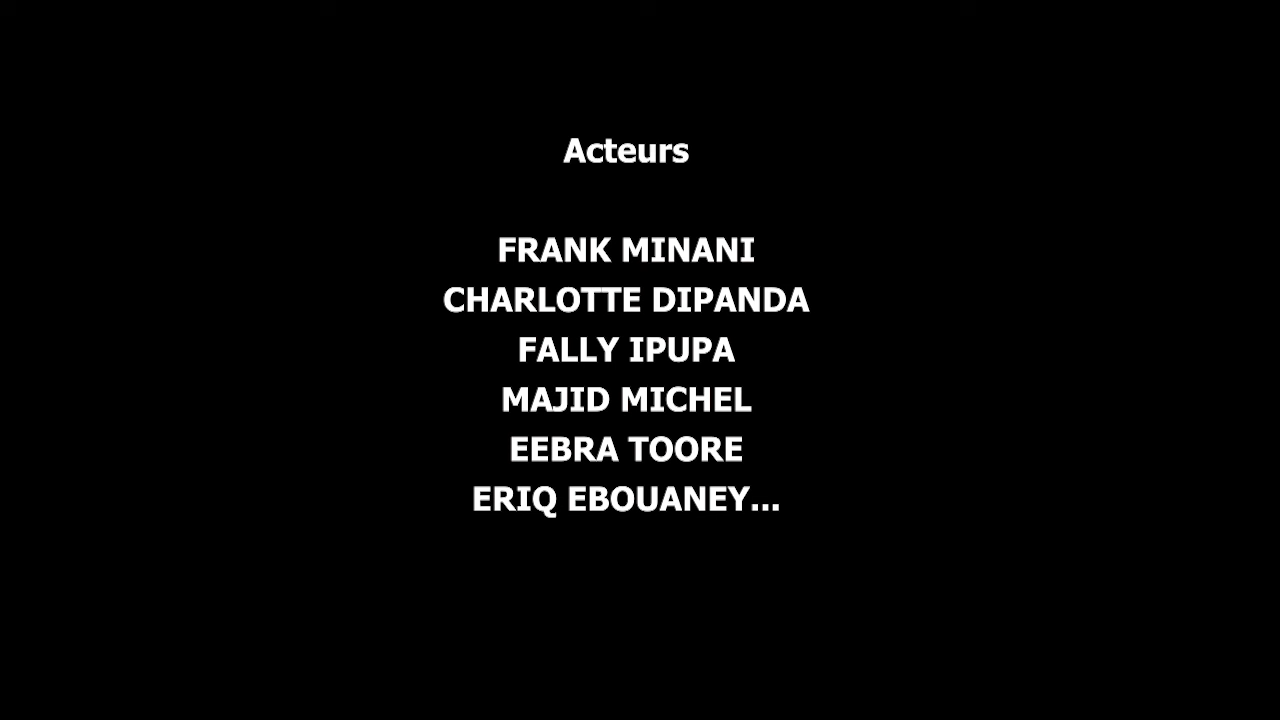 Acteurs
FRANK MINANI
CHARLOTTE DIPANDA
FALLY IPUPA
MAJID MICHEL
EEBRA TOORE
ERIQ EBOUANEY...